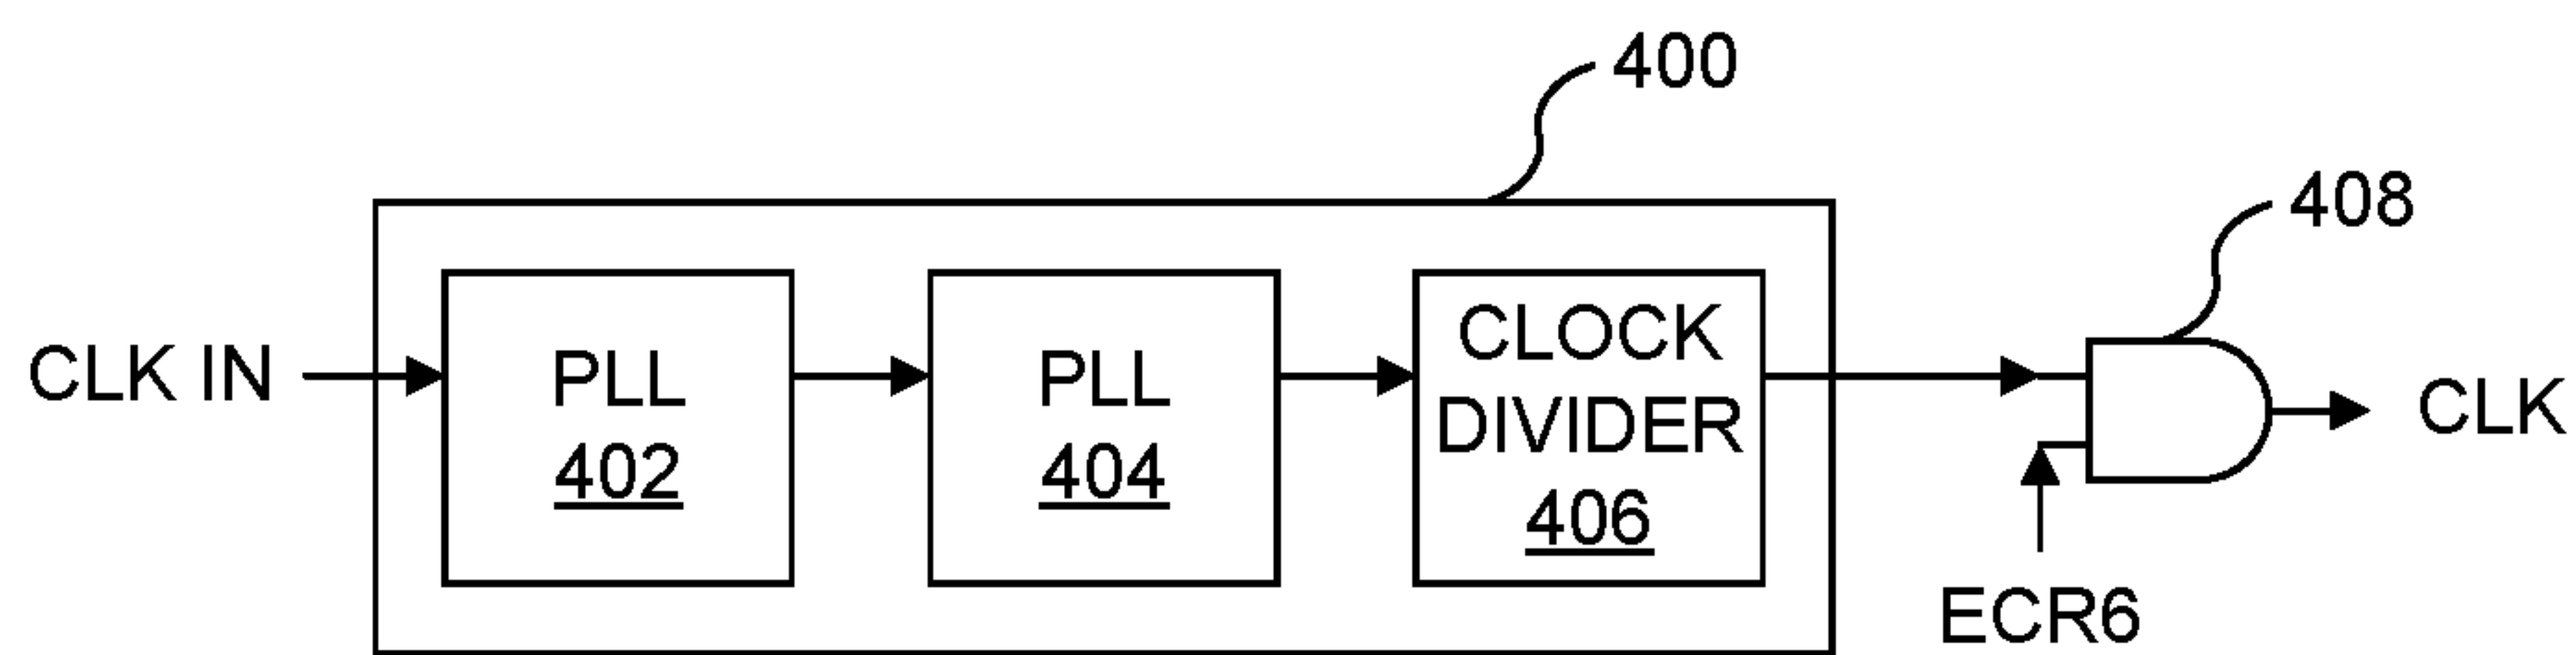 400
408
CLK IN
PLL
402
PLL
404
CLOCK
DIVIDER
406
CLK
ECR6